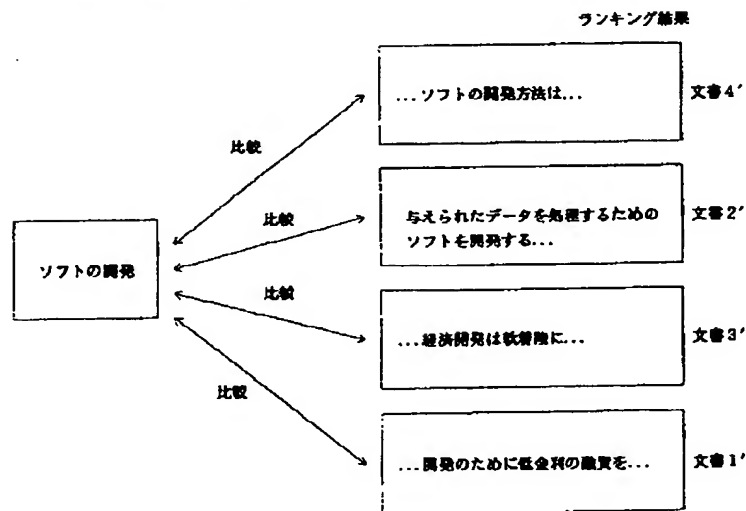 ランキング結果
...ソフトの開発方法は...
文書4′
比較
与えられたデータを処理するための
ソフトを開発する...
文書2′
比較
ソフトの開発
比較
...経済開発は軟着陸に...
文書3′
比較
...開発のために低金利の融資を...
文書1′